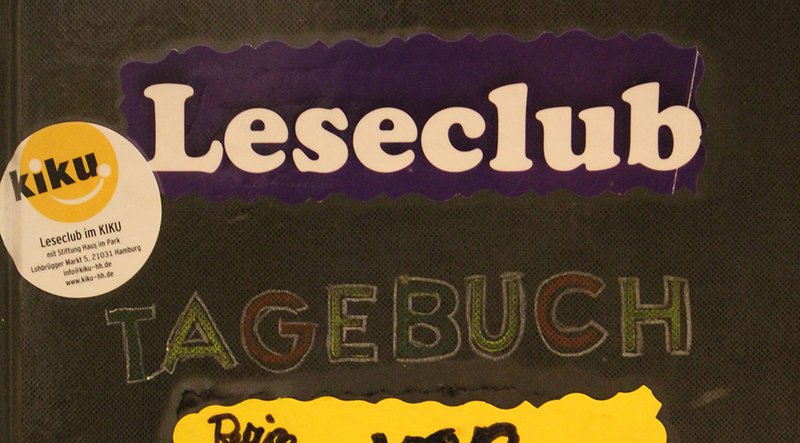 Leseclub
kiku
Leseclub im KIKU
mit Stiftung Haus im Park
Lohbrügger Markt 5, 21031 Hamburg
info@kiku-hh.de
www.kiku-hh.de
TAGEBUCH